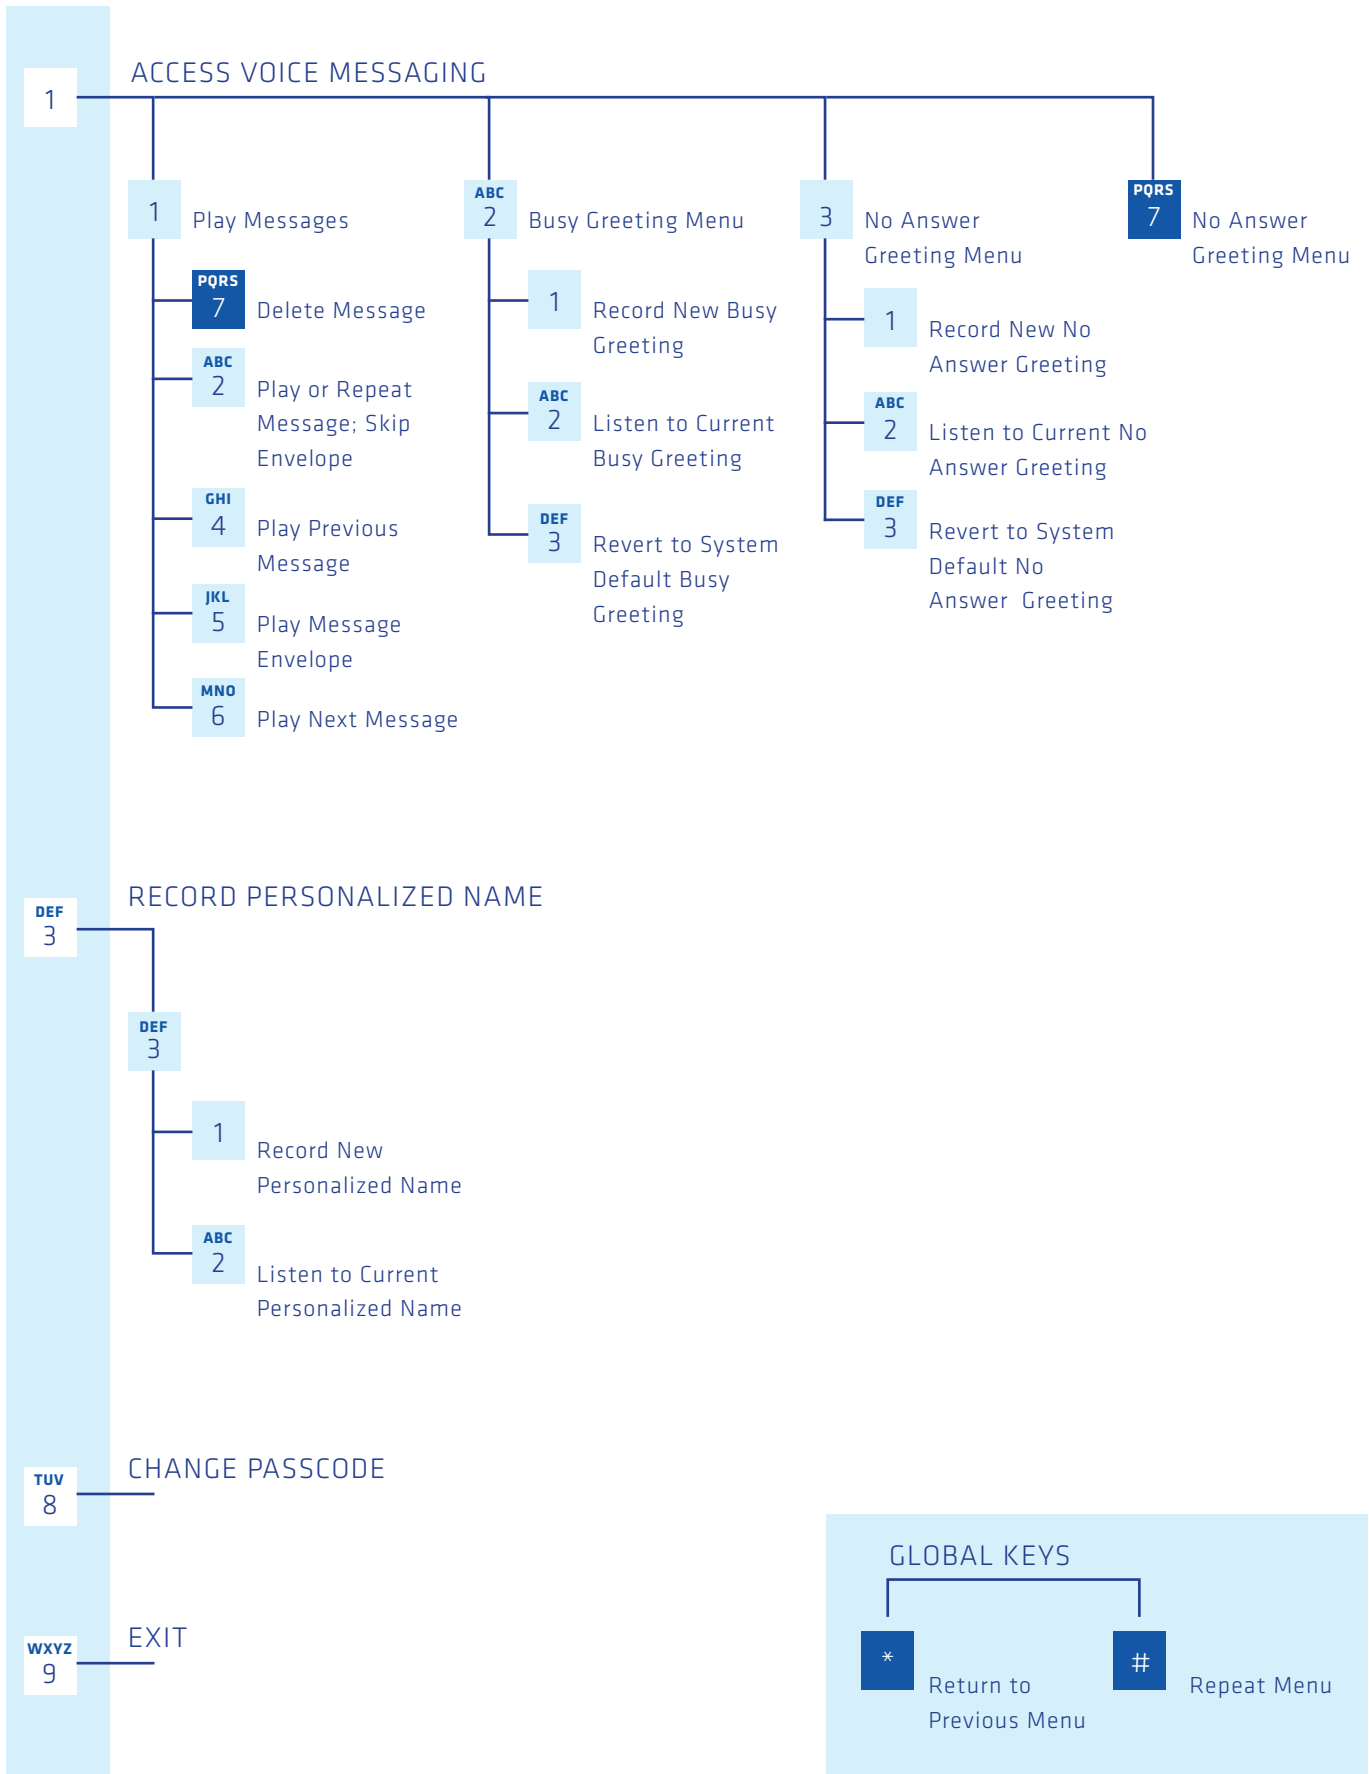 ACCESS VOICE MESSAGING
1
1
Play Messages
PQRS
7
Delete Message
ABC
2
Play or Repeat
Message; Skip
Envelope
GHI
4
Play Previous
Message
JKL
5
Play Message
Envelope
MNO
6
Play Next Message
ABC
2
Busy Greeting Menu
1
Record New Busy
Greeting
ABC
2
Listen to Current
Busy Greeting
DEF
3
Revert to System
Default Busy
Greeting
3
No Answer
Greeting Menu
1
Record New No
Answer Greeting
ABC
2
Listen to Current No
Answer Greeting
DEF
3
Revert to System
Default No
Answer  Greeting
PQRS
7
No Answer
Greeting Menu
RECORD PERSONALIZED NAME
DEF
3
DEF
3
1
Record New
Personalized Name
ABC
2
Listen to Current
Personalized Name
CHANGE PASSCODE
TUV
8
EXIT
WXYZ
9
GLOBAL KEYS
*
Return to
Previous Menu
#
Repeat Menu